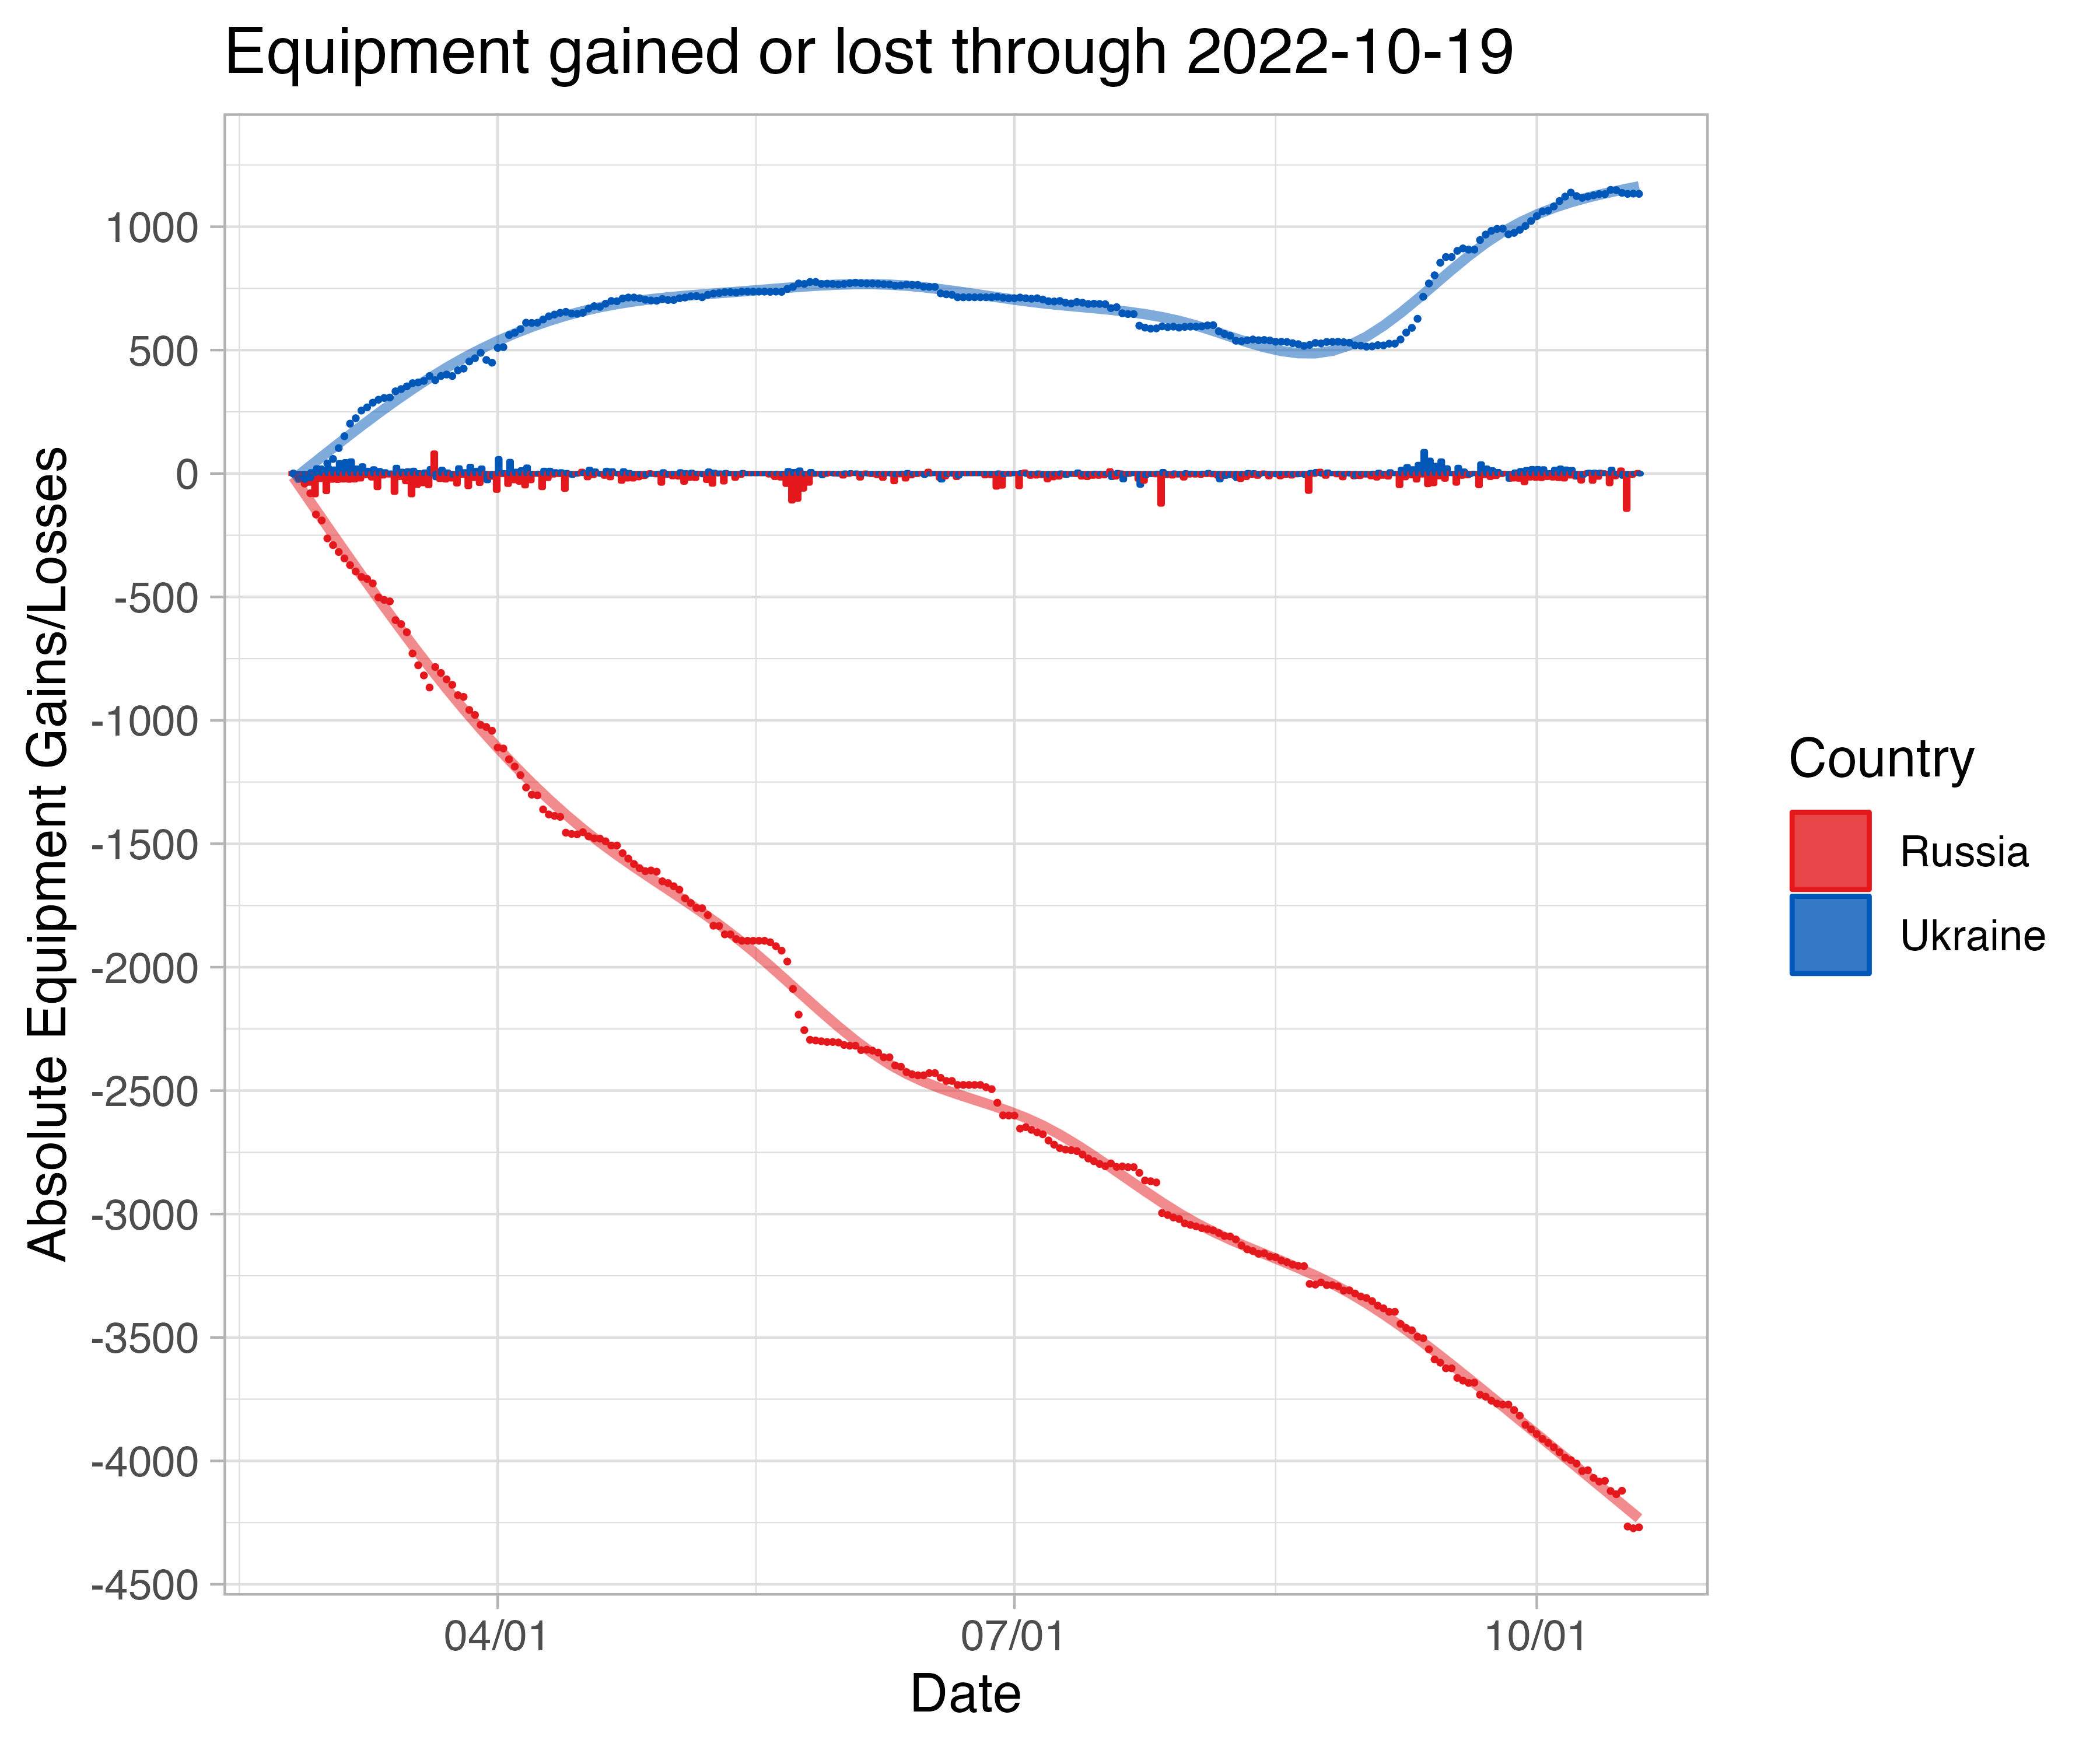 Equipment gained or lost through 2022-10-19
Absolute Equipment Gains/Losses
1000
500
0
-500
-1000
-1500
-2000
-2500
-3000
-3500
-4000
-4500
04/01
07/01
10/01
Date
Country
Russia
Ukraine